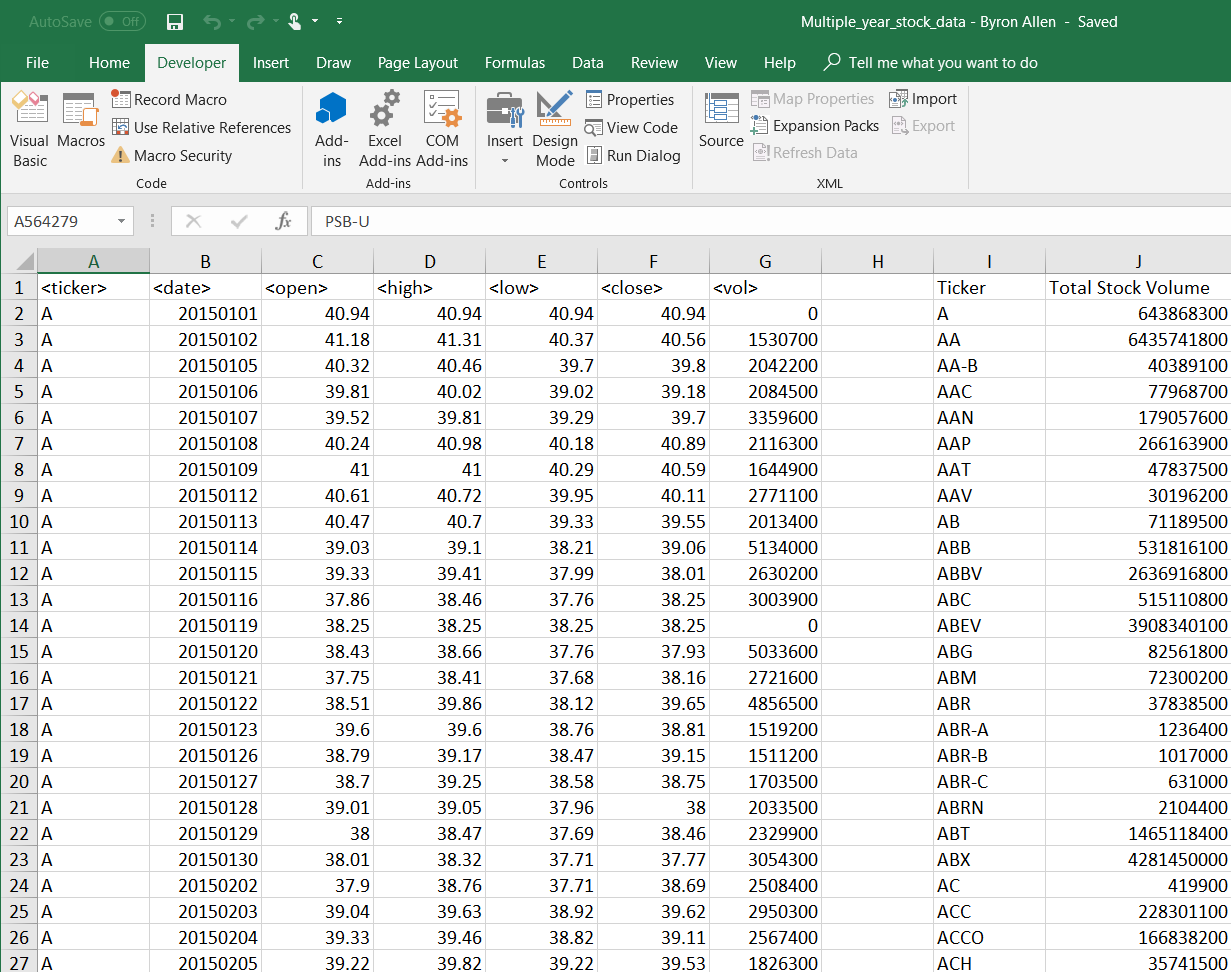 AutoSave Off Multiple_year_stock_data - Byron Allen - Saved
File Home Developer Insert Draw Page Layout Formulas Data Review View Help Tell me what you want to do
Visual Basic
Macros
Record Macro
Use Relative References
Macro Security
Code
Add-ins
Excel Add-ins
COM Add-ins
Add-ins
Insert
Design Mode
Properties
View Code
Run Dialog
Controls
Source
Map Properties
Expansion Packs
Refresh Data
Import
Export
XML
A564279 fx PSB-U
A B C D E F G H I J
1 <ticker> <date> <open> <high> <low> <close> <vol> Ticker Total Stock Volume
2 A 20150101 40.94 40.94 40.94 40.94 0 A 643868300
3 A 20150102 41.18 41.31 40.37 40.56 1530700 AA 6435741800
4 A 20150105 40.32 40.46 39.7 39.8 2042200 AA-B 40389100
5 A 20150106 39.81 40.02 39.02 39.18 2084500 AAC 77968700
6 A 20150107 39.52 39.81 39.29 39.7 3359600 AAN 179057600
7 A 20150108 40.24 40.98 40.18 40.89 2116300 AAP 266163900
8 A 20150109 41 41 40.29 40.59 1644900 AAT 47837500
9 A 20150112 40.61 40.72 39.95 40.11 2771100 AAV 30196200
10 A 20150113 40.47 40.7 39.33 39.55 2013400 AB 71189500
11 A 20150114 39.03 39.1 38.21 39.06 5134000 ABB 531816100
12 A 20150115 39.33 39.41 37.99 38.01 2630200 ABBV 2636916800
13 A 20150116 37.86 38.46 37.76 38.25 3003900 ABC 515110800
14 A 20150119 38.25 38.25 38.25 38.25 0 ABEV 3908340100
15 A 20150120 38.43 38.66 37.76 37.93 5033600 ABG 82561800
16 A 20150121 37.75 38.41 37.68 38.16 2721600 ABM 72300200
17 A 20150122 38.51 39.86 38.12 39.65 4856500 ABR 37838500
18 A 20150123 39.6 39.6 38.76 38.81 1519200 ABR-A 1236400
19 A 20150126 38.79 39.17 38.47 39.15 1511200 ABR-B 1017000
20 A 20150127 38.7 39.25 38.58 38.75 1703500 ABR-C 631000
21 A 20150128 39.01 39.05 37.96 38 2033500 ABRN 2104400
22 A 20150129 38 38.47 37.69 38.46 2329900 ABT 1465118400
23 A 20150130 38.01 38.32 37.71 37.77 3054300 ABX 4281450000
24 A 20150202 37.9 38.76 37.71 38.69 2508400 AC 419900
25 A 20150203 39.04 39.63 38.92 39.62 2950300 ACC 228301100
26 A 20150204 39.33 39.46 38.82 39.11 2567400 ACCO 166838200
27 A 20150205 39.22 39.82 39.22 39.53 1826300 ACH 35741500